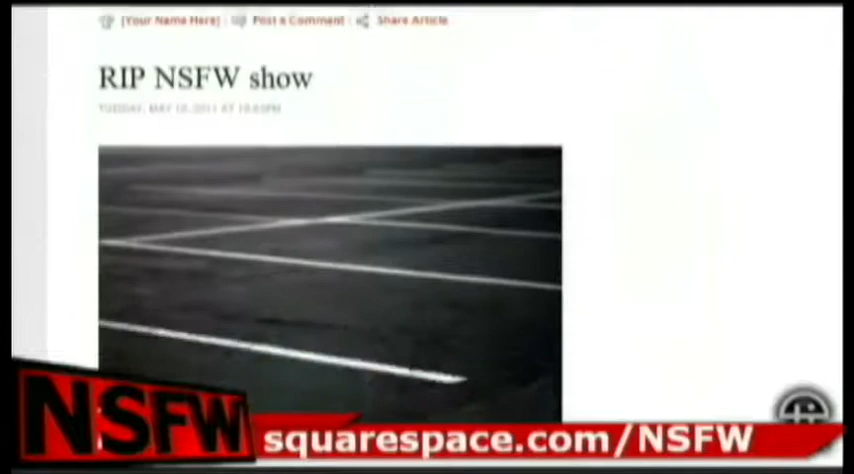 [Your Name Here] Post a Comment Share Article
RIP NSFW show
TUESDAY, MAY 10, 2011 AT
NSFW
squarespace.com/NSFW